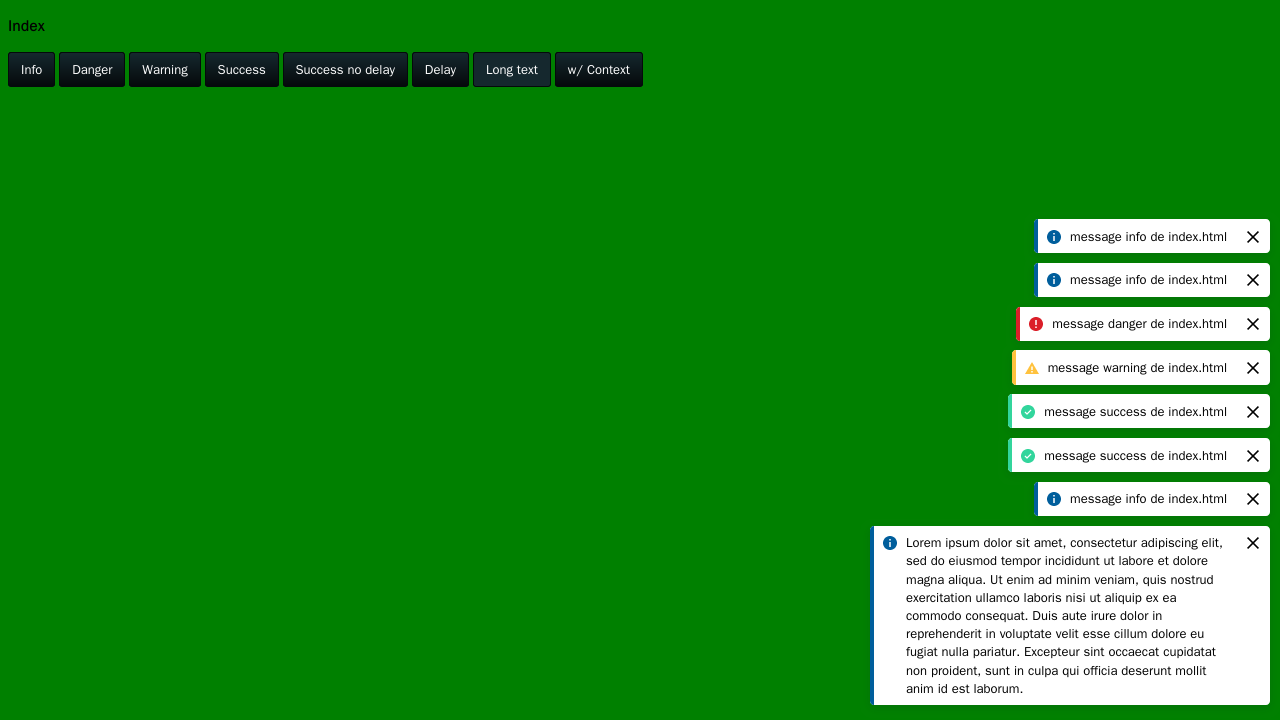 Index
Info Danger Warning Success Success no delay Delay Long text w/ Context
message info de index.html
message info de index.html
message danger de index.html
message warning de index.html
message success de index.html
message success de index.html
message info de index.html
Lorem ipsum dolor sit amet, consectetur adipiscing elit,
sed do eiusmod tempor incididunt ut labore et dolore
magna aliqua. Ut enim ad minim veniam, quis nostrud
exercitation ullamco laboris nisi ut aliquip ex ea
commodo consequat. Duis aute irure dolor in
reprehenderit in voluptate velit esse cillum dolore eu
fugiat nulla pariatur. Excepteur sint occaecat cupidatat
non proident, sunt in culpa qui officia deserunt mollit
anim id est laborum.